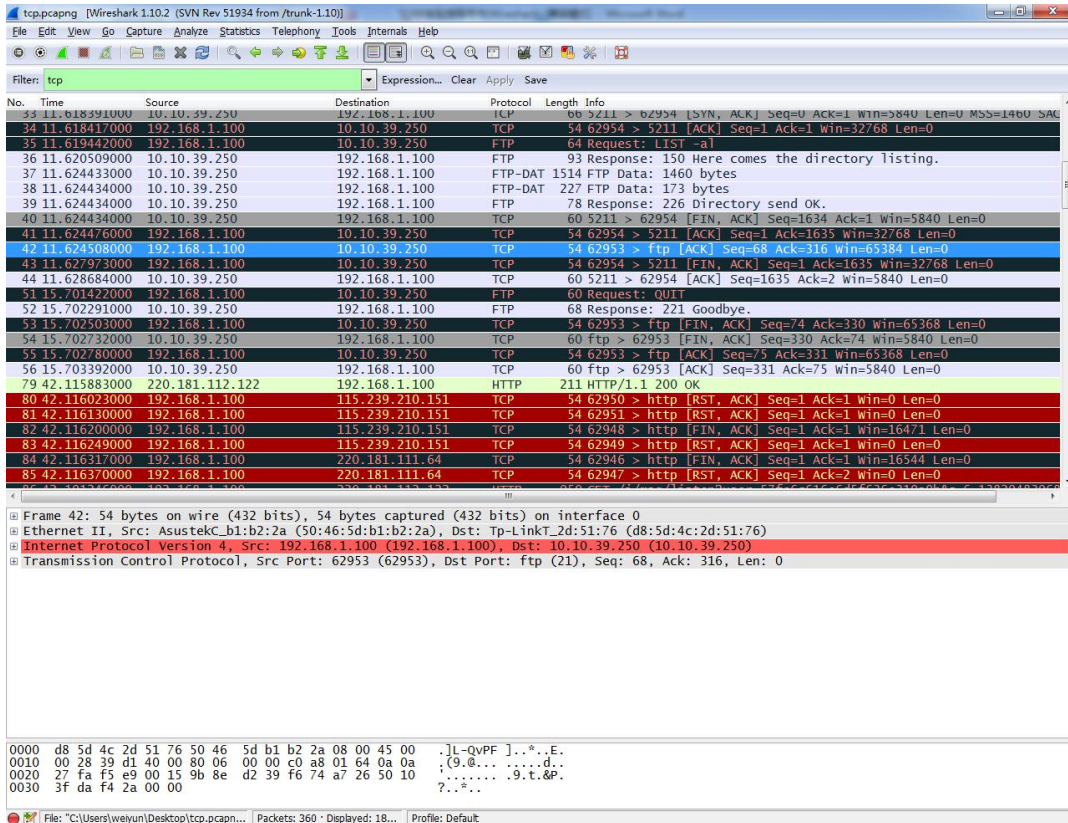 tcp.pcapng [Wireshark 1.10.2 (SVN Rev 51934 from /trunk-1.10)]
File Edit View Go Capture Analyze Statistics Telephony Tools Internals Help
Filter: tcp Expression... Clear Apply Save
No. Time Source Destination Protocol Length Info
33 11.618391000 10.10.39.250 192.168.1.100 TCP 66 5211 > 62954 [SYN, ACK] Seq=0 Ack=1 Win=5840 Len=0 MSS=1460 SAC
34 11.618417000 192.168.1.100 10.10.39.250 TCP 54 62954 > 5211 [ACK] Seq=1 Ack=1 Win=32768 Len=0
35 11.619442000 192.168.1.100 10.10.39.250 FTP 64 Request: LIST -al
36 11.620509000 10.10.39.250 192.168.1.100 FTP 93 Response: 150 Here comes the directory listing.
37 11.624433000 10.10.39.250 192.168.1.100 FTP-DAT 1514 FTP Data: 1460 bytes
38 11.624434000 10.10.39.250 192.168.1.100 FTP-DAT 227 FTP Data: 173 bytes
39 11.624434000 10.10.39.250 192.168.1.100 FTP 78 Response: 226 Directory send OK.
40 11.624434000 10.10.39.250 192.168.1.100 TCP 60 5211 > 62954 [FIN, ACK] Seq=1634 Ack=1 Win=5840 Len=0
41 11.624476000 192.168.1.100 10.10.39.250 TCP 54 62954 > 5211 [ACK] Seq=1 Ack=1635 Win=32768 Len=0
42 11.624508000 192.168.1.100 10.10.39.250 TCP 54 62953 > ftp [ACK] Seq=68 Ack=316 Win=65384 Len=0
43 11.627973000 192.168.1.100 10.10.39.250 TCP 54 62954 > 5211 [FIN, ACK] Seq=1 Ack=1635 Win=32768 Len=0
44 11.628684000 10.10.39.250 192.168.1.100 TCP 60 5211 > 62954 [ACK] Seq=1635 Ack=2 Win=5840 Len=0
51 15.701422000 192.168.1.100 10.10.39.250 FTP 60 Request: QUIT
52 15.702291000 10.10.39.250 192.168.1.100 FTP 68 Response: 221 Goodbye.
53 15.702503000 192.168.1.100 10.10.39.250 TCP 54 62953 > ftp [FIN, ACK] Seq=74 Ack=330 Win=65368 Len=0
54 15.702732000 10.10.39.250 192.168.1.100 TCP 60 ftp > 62953 [FIN, ACK] Seq=330 Ack=74 Win=5840 Len=0
55 15.702780000 192.168.1.100 10.10.39.250 TCP 54 62953 > ftp [ACK] Seq=75 Ack=331 Win=65368 Len=0
56 15.703392000 10.10.39.250 192.168.1.100 TCP 60 ftp > 62953 [ACK] Seq=331 Ack=75 Win=5840 Len=0
79 42.115883000 220.181.112.122 192.168.1.100 HTTP 211 HTTP/1.1 200 OK
80 42.116023000 192.168.1.100 115.239.210.151 TCP 54 62950 > http [RST, ACK] Seq=1 Ack=1 Win=0 Len=0
81 42.116130000 192.168.1.100 115.239.210.151 TCP 54 62951 > http [RST, ACK] Seq=1 Ack=1 Win=0 Len=0
82 42.116200000 192.168.1.100 115.239.210.151 TCP 54 62948 > http [FIN, ACK] Seq=1 Ack=1 Win=16471 Len=0
83 42.116249000 192.168.1.100 115.239.210.151 TCP 54 62949 > http [RST, ACK] Seq=1 Ack=1 Win=0 Len=0
84 42.116317000 192.168.1.100 220.181.111.64 TCP 54 62946 > http [FIN, ACK] Seq=1 Ack=1 Win=16544 Len=0
85 42.116370000 192.168.1.100 220.181.111.64 TCP 54 62947 > http [RST, ACK] Seq=1 Ack=2 Win=0 Len=0
Frame 42: 54 bytes on wire (432 bits), 54 bytes captured (432 bits) on interface 0
Ethernet II, Src: AsustekC_b1:b2:2a (50:46:5d:b1:b2:2a), Dst: Tp-LinkT_2d:51:76 (d8:5d:4c:2d:51:76)
Internet Protocol Version 4, Src: 192.168.1.100 (192.168.1.100), Dst: 10.10.39.250 (10.10.39.250)
Transmission Control Protocol, Src Port: 62953 (62953), Dst Port: ftp (21), Seq: 68, Ack: 316, Len: 0
0000 d8 5d 4c 2d 51 76 50 46 5d b1 b2 2a 08 00 45 00 .]L-QvPF ]..*..E.
0010 00 28 39 d1 40 00 80 06 00 00 c0 a8 01 64 0a 0a .(9.@... .....d..
0020 27 fa f5 e9 00 15 9b 8e d2 39 f6 74 a7 26 50 10 '....... .9.t.&P.
0030 3f da f4 2a 00 00 ?..*..
File: "C:\Users\weiyun\Desktop\tcp.pcapn... Packets: 360 · Displayed: 18... Profile: Default